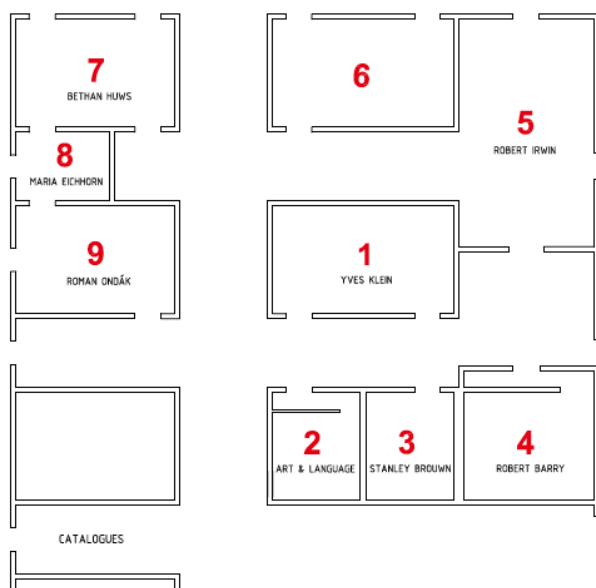 7
BETHAN HUWS
6
5
ROBERT IRWIN
8
MARIA EICHHORN
9
ROMAN ONDÁK
1
YVES KLEIN
2
ART & LANGUAGE
3
STANLEY BROUWN
4
ROBERT BARRY
CATALOGUES